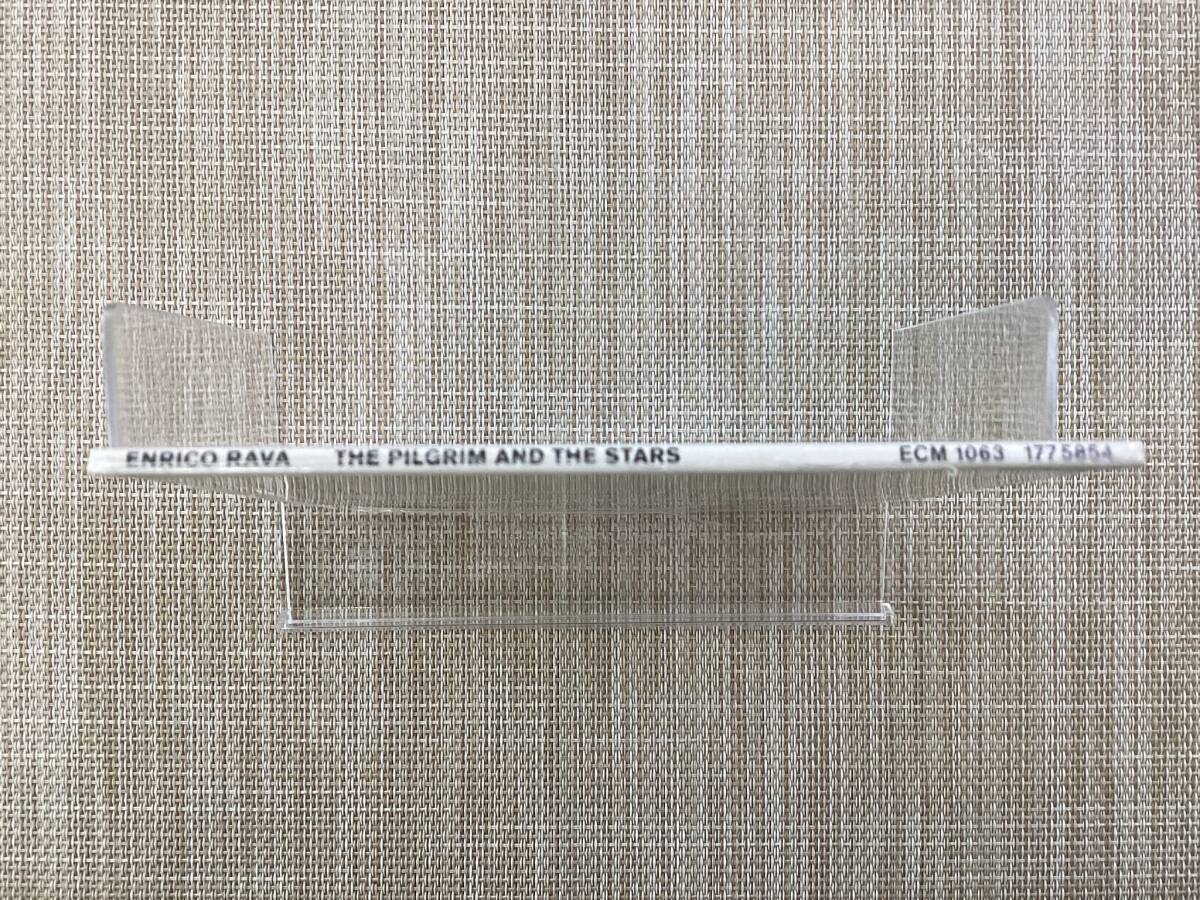 ENRICO RAVA THE PILGRIM AND THE STARS ECM 1063 1775854